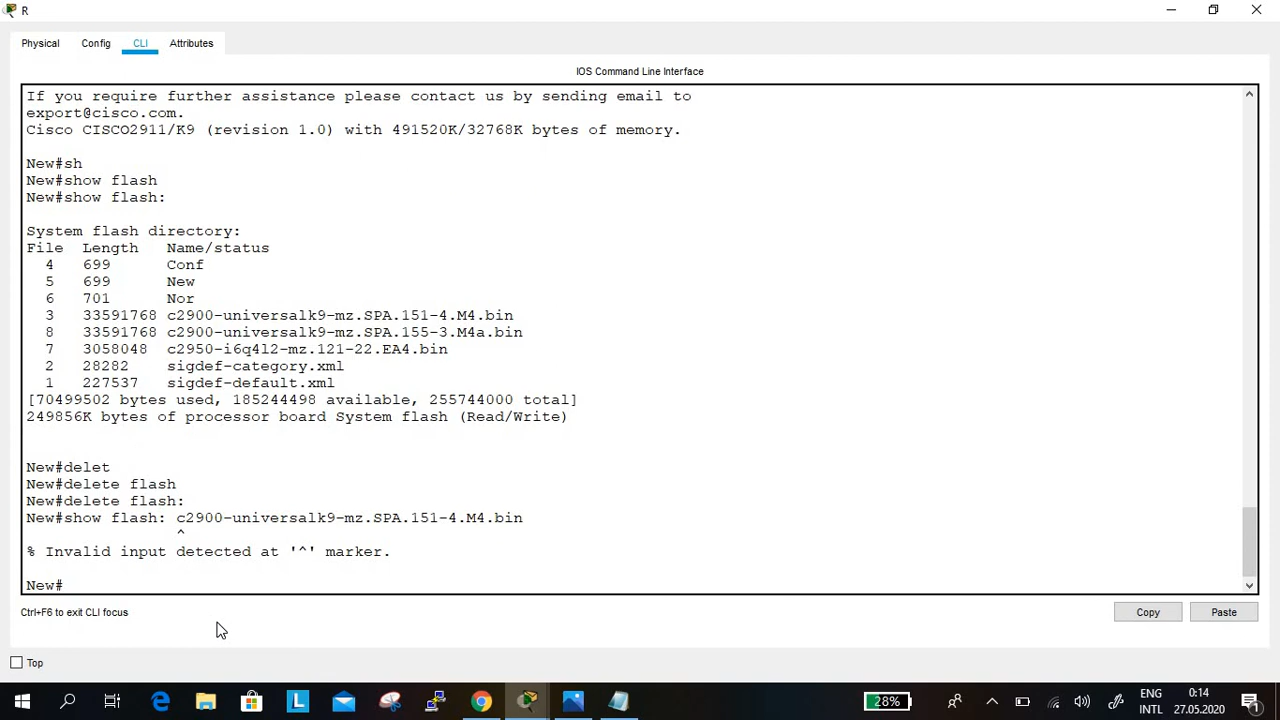 R
Physical Config CLI Attributes
IOS Command Line Interface
If you require further assistance please contact us by sending email to
export@cisco.com.
Cisco CISCO2911/K9 (revision 1.0) with 491520K/32768K bytes of memory.
New#sh
New#show flash
New#show flash:
System flash directory:
File Length Name/status
4 699 Conf
5 699 New
6 701 Nor
3 33591768 c2900-universalk9-mz.SPA.151-4.M4.bin
8 33591768 c2900-universalk9-mz.SPA.155-3.M4a.bin
7 3058048 c2950-i6q4l2-mz.121-22.EA4.bin
2 28282 sigdef-category.xml
1 227537 sigdef-default.xml
[70499502 bytes used, 185244498 available, 255744000 total]
249856K bytes of processor board System flash (Read/Write)
New#delet
New#delete flash
New#delete flash:
New#show flash: c2900-universalk9-mz.SPA.151-4.M4.bin
^
% Invalid input detected at '^' marker.
New#
Ctrl+F6 to exit CLI focus
Copy Paste
Top
28% ENG 0:14
INTL 27.05.2020